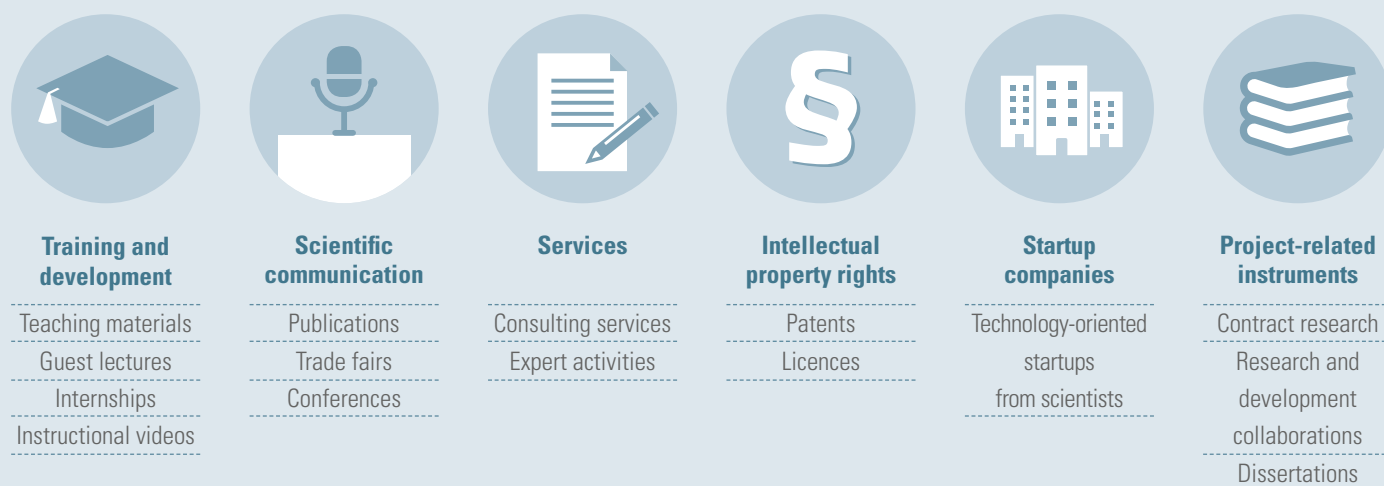 §
Training and
development
Teaching materials
Guest lectures
Internships
Instructional videos
Scientific
communication
Publications
Trade fairs
Conferences
Services
Consulting services
Expert activities
Intellectual
property rights
Patents
Licences
Startup
companies
Technology-oriented
startups
from scientists
Project-related
instruments
Contract research
Research and
development
collaborations
Dissertations